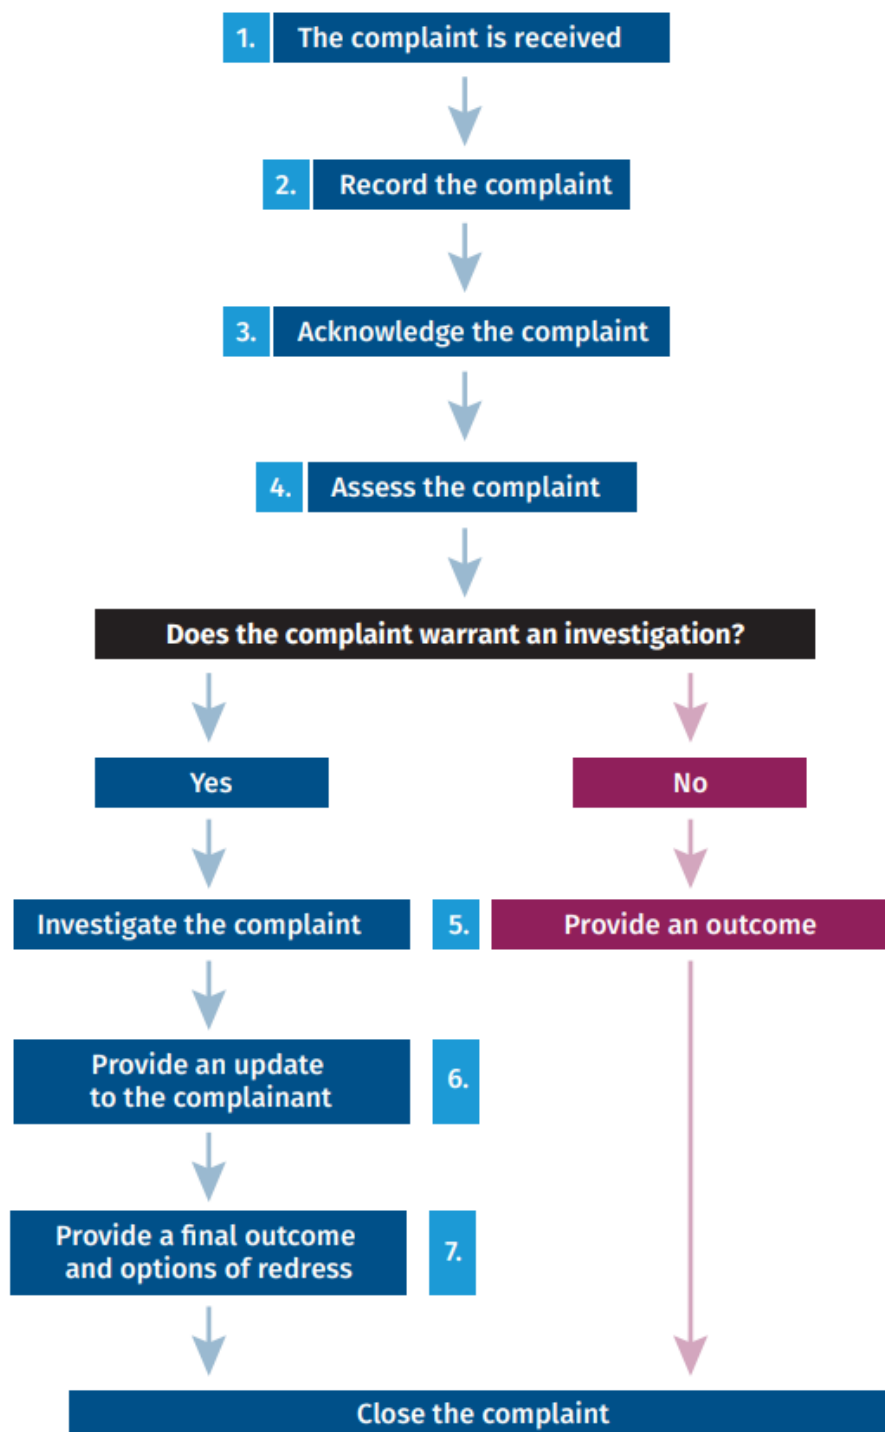 1. The complaint is received
2. Record the complaint
3. Acknowledge the complaint
4. Assess the complaint
Does the complaint warrant an investigation?
Yes
No
Investigate the complaint
5. Provide an outcome
Provide an update
to the complainant
6.
Provide a final outcome
and options of redress
7.
Close the complaint